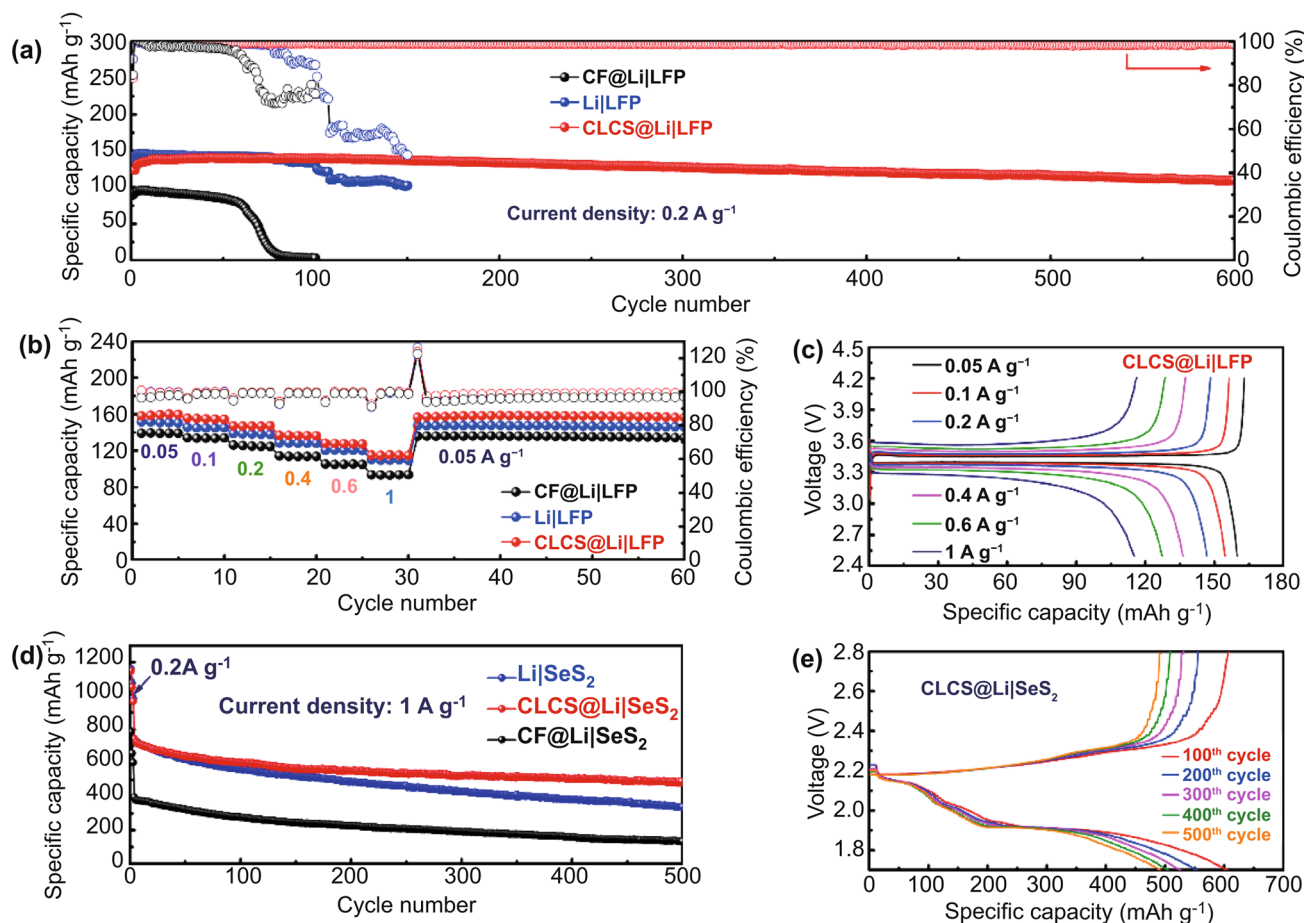 (a)
Specific capacity (mAh g⁻¹)
300
250
200
150
100
50
0
CF@Li|LFP
Li|LFP
CLCS@Li|LFP
Current density: 0.2 A g⁻¹
100
80
60
40
20
0
Coulombic efficiency (%)
0 100 200 300 400 500 600
Cycle number
(b)
Specific capacity (mAh g⁻¹)
240
200
160
120
80
40
0
0.05
0.1
0.2
0.4
0.6
1
0.05 A g⁻¹
CF@Li|LFP
Li|LFP
CLCS@Li|LFP
120
100
80
60
40
20
0
Coulombic efficiency (%)
0 10 20 30 40 50 60
Cycle number
(c)
Voltage (V)
4.5
4.2
3.9
3.6
3.3
3.0
2.7
2.4
0.05 A g⁻¹
0.1 A g⁻¹
0.2 A g⁻¹
CLCS@Li|LFP
0.4 A g⁻¹
0.6 A g⁻¹
1 A g⁻¹
0 30 60 90 120 150 180
Specific capacity (mAh g⁻¹)
(d)
Specific capacity (mAh g⁻¹)
1200
1000
800
600
400
200
0
0.2A g⁻¹
Current density: 1 A g⁻¹
Li|SeS₂
CLCS@Li|SeS₂
CF@Li|SeS₂
0 100 200 300 400 500
Cycle number
(e)
Voltage (V)
2.8
2.6
2.4
2.2
2.0
1.8
CLCS@Li|SeS₂
100th cycle
200th cycle
300th cycle
400th cycle
500th cycle
0 100 200 300 400 500 600 700
Specific capacity (mAh g⁻¹)